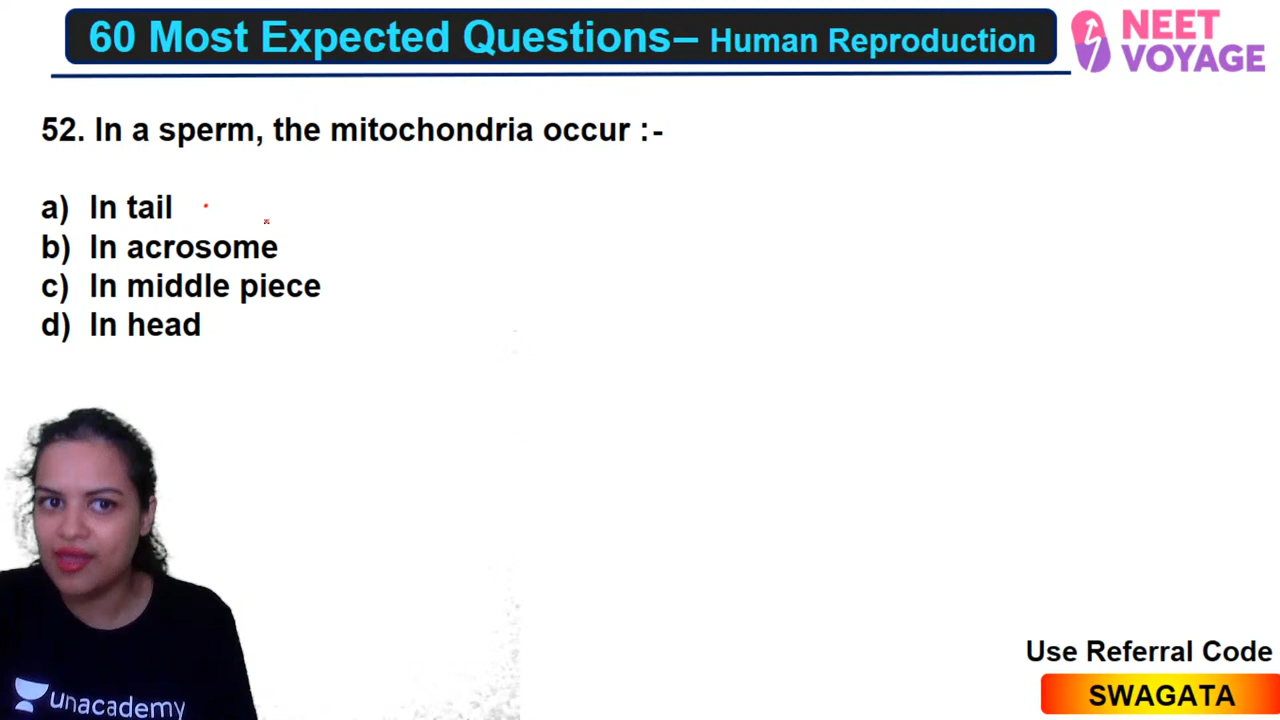 60 Most Expected Questions– Human Reproduction
NEET
VOYAGE
52. In a sperm, the mitochondria occur :-
a) In tail
b) In acrosome
c) In middle piece
d) In head
unacademy
Use Referral Code
SWAGATA